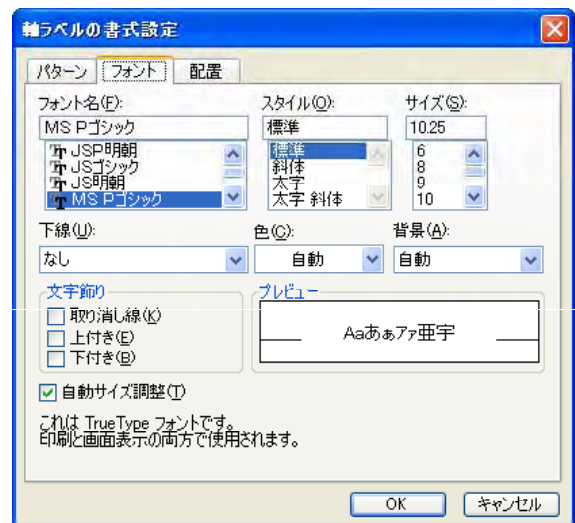 軸ラベルの書式設定
パターン フォント 配置
フォント名(F): スタイル(O): サイズ(S):
MS Pゴシック 標準 10.25
JSP明朝 標準 6
JSゴシック 斜体 8
JS明朝 太字 9
MS Pゴシック 太字 斜体 10
下線(U): 色(C): 背景(A):
なし 自動 自動
文字飾り プレビュー
取り消し線(K)
上付き(E) Aaあぁアァ亜宇
下付き(B)
自動サイズ調整(T)
これは TrueType フォントです。
印刷と画面表示の両方で使用されます。
OK キャンセル